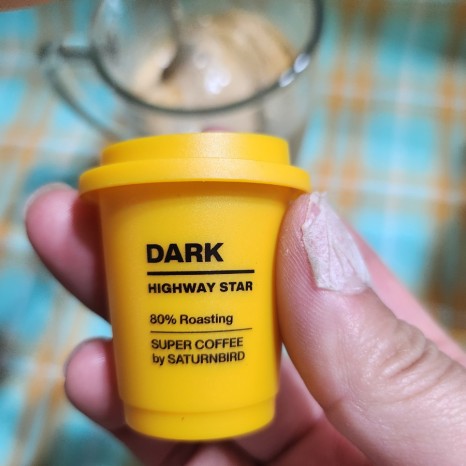 DARK
HIGHWAY STAR
80% Roasting
SUPER COFFEE
by SATURNBIRD